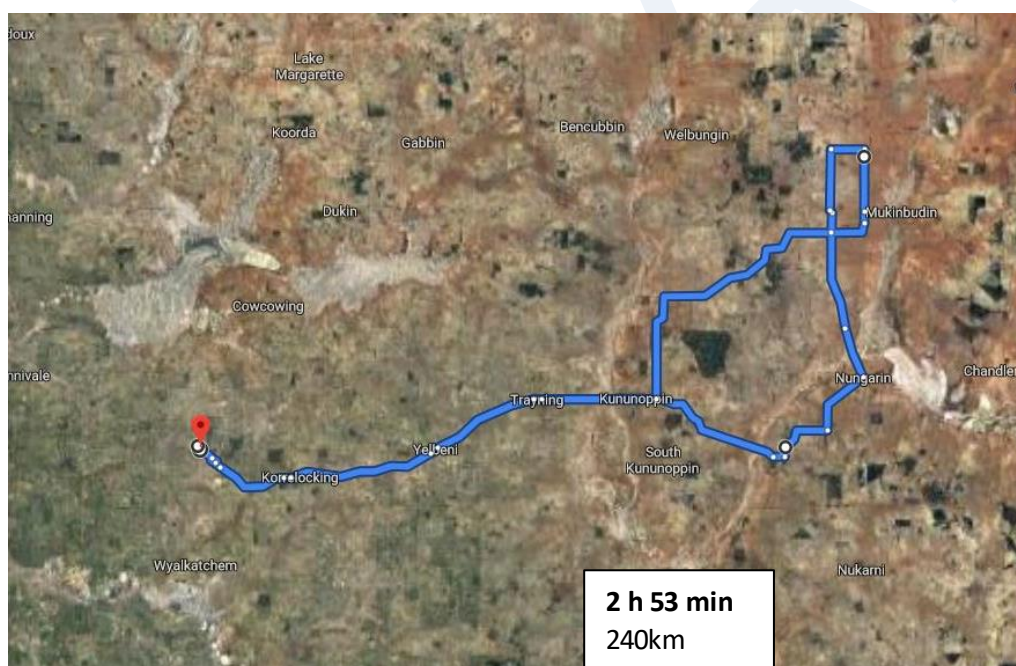 doux
Lake
Margarette
Koorda
Gabbin
Bencubbin
Welbungin
Dukin
Mukinbudin
nanning
Cowcowing
nnivale
Nungarin
Chandler
Trayning
Kununoppin
Yelbeni
South
Kununoppin
Korrelocking
Wyalkatchem
Nukarni
2 h 53 min
240km